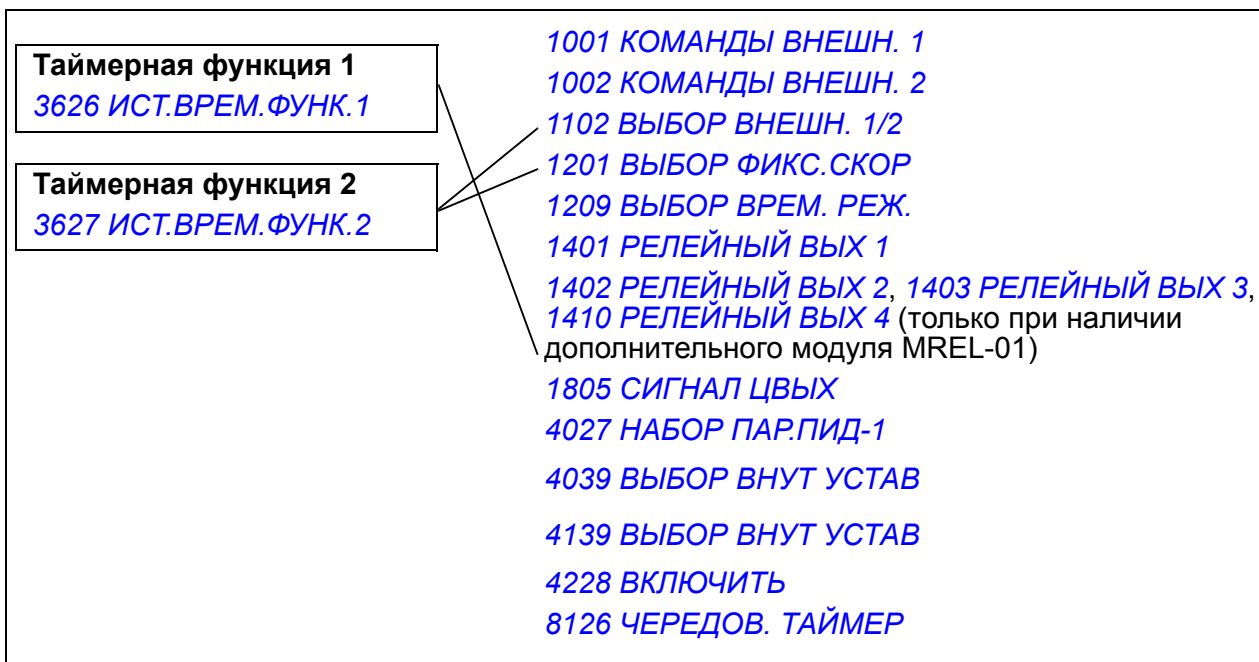 Таймерная функция 1
3626 ИСТ.ВРЕМ.ФУНК.1
Таймерная функция 2
3627 ИСТ.ВРЕМ.ФУНК.2
1001 КОМАНДЫ ВНЕШН. 1
1002 КОМАНДЫ ВНЕШН. 2
1102 ВЫБОР ВНЕШН. 1/2
1201 ВЫБОР ФИКС.СКОР
1209 ВЫБОР ВРЕМ. РЕЖ.
1401 РЕЛЕЙНЫЙ ВЫХ 1
1402 РЕЛЕЙНЫЙ ВЫХ 2, 1403 РЕЛЕЙНЫЙ ВЫХ 3,
1410 РЕЛЕЙНЫЙ ВЫХ 4 (только при наличии
дополнительного модуля MREL-01)
1805 СИГНАЛ ЦВЫХ
4027 НАБОР ПАР.ПИД-1
4039 ВЫБОР ВНУТ УСТАВ
4139 ВЫБОР ВНУТ УСТАВ
4228 ВКЛЮЧИТЬ
8126 ЧЕРЕДОВ. ТАЙМЕР